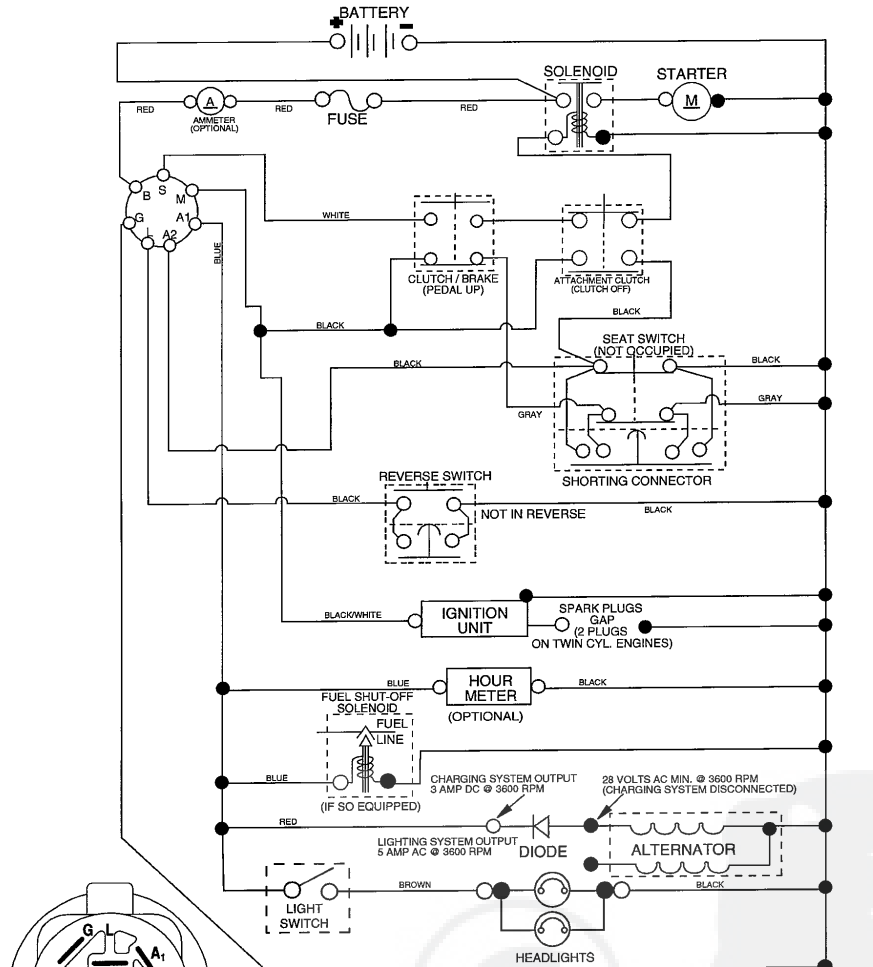 BATTERY
SOLENOID
STARTER
RED
A
AMMETER
(OPTIONAL)
RED
FUSE
RED
M
B
S
M
G
A1
L
A2
BLUE
WHITE
CLUTCH / BRAKE
(PEDAL UP)
ATTACHMENT CLUTCH
(CLUTCH OFF)
BLACK
BLACK
SEAT SWITCH
(NOT OCCUPIED)
BLACK
BLACK
GRAY
GRAY
SHORTING CONNECTOR
REVERSE SWITCH
BLACK
NOT IN REVERSE
BLACK
BLACK/WHITE
IGNITION
UNIT
SPARK PLUGS
GAP
(2 PLUGS
ON TWIN CYL. ENGINES)
BLUE
HOUR
METER
(OPTIONAL)
BLACK
FUEL SHUT-OFF
SOLENOID
FUEL
LINE
BLUE
(IF SO EQUIPPED)
CHARGING SYSTEM OUTPUT
3 AMP DC @ 3600 RPM
28 VOLTS AC MIN. @ 3600 RPM
(CHARGING SYSTEM DISCONNECTED)
RED
LIGHTING SYSTEM OUTPUT
5 AMP AC @ 3600 RPM
DIODE
ALTERNATOR
LIGHT
SWITCH
BROWN
BLACK
HEADLIGHTS
G
L
A1